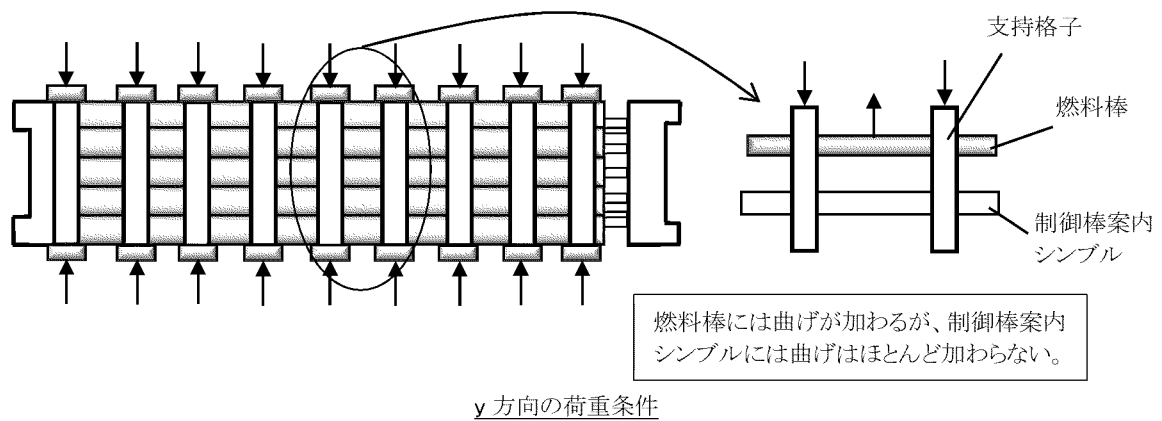 支持格子
燃料棒
制御棒案内
シンブル
燃料棒には曲げが加わるが、制御棒案内
シンブルには曲げはほとんど加わらない。
y 方向の荷重条件